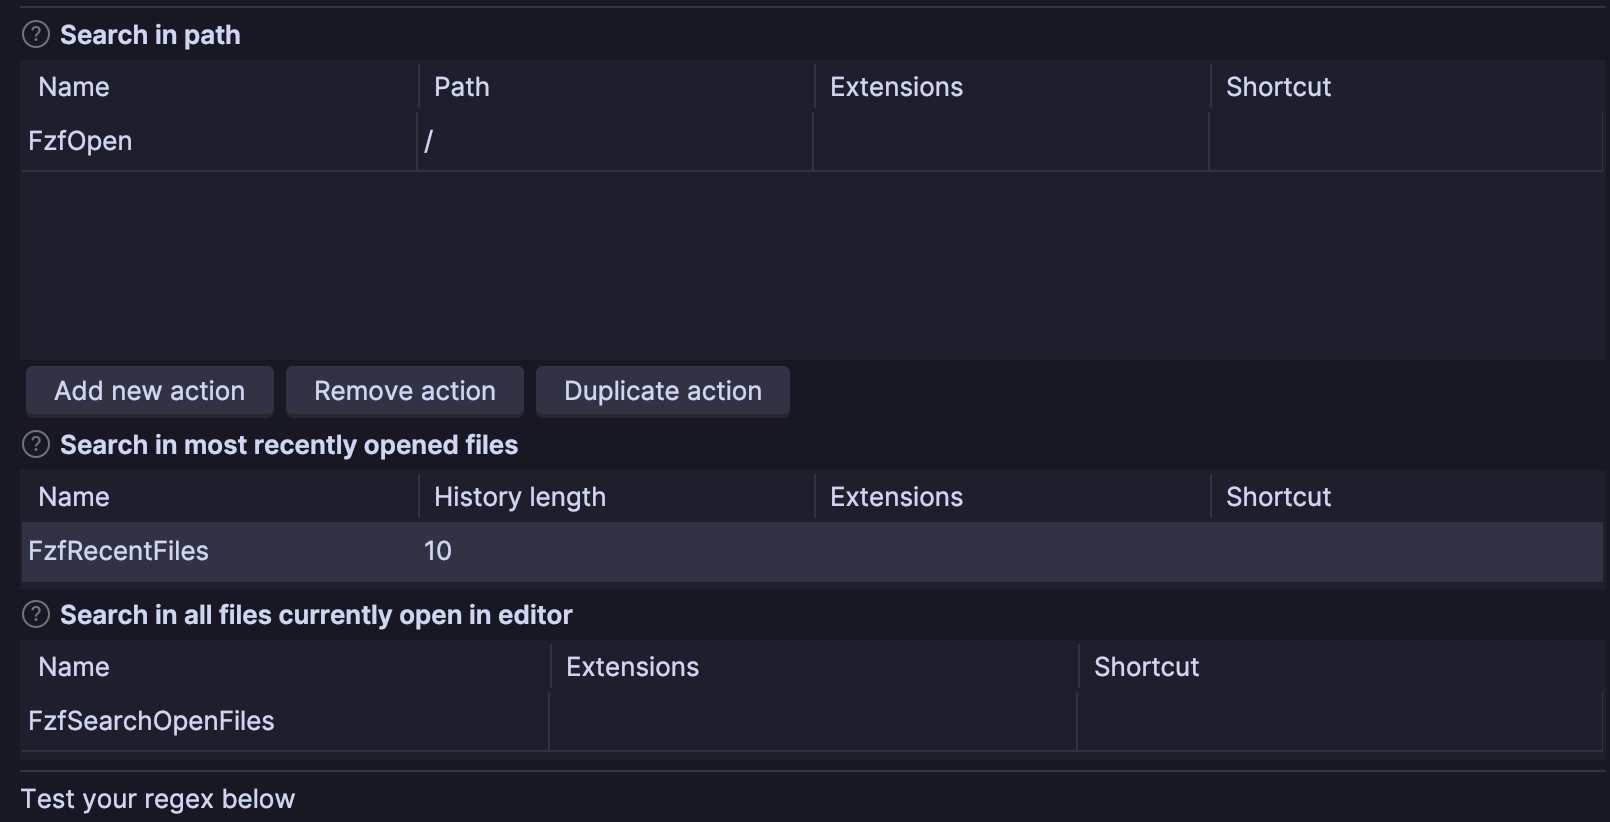 ? Search in path
Name Path Extensions Shortcut
FzfOpen /
Add new action Remove action Duplicate action
? Search in most recently opened files
Name History length Extensions Shortcut
FzfRecentFiles 10
? Search in all files currently open in editor
Name Extensions Shortcut
FzfSearchOpenFiles
Test your regex below